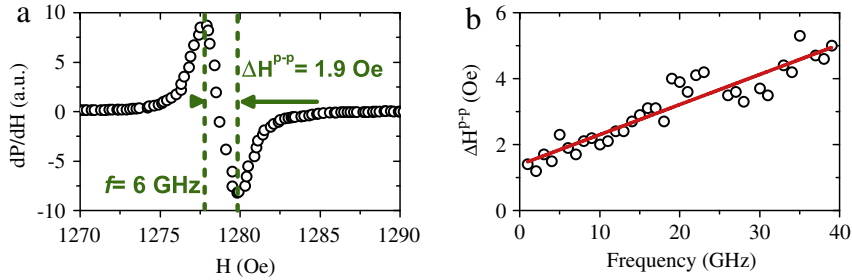 a
10
5
0
-5
-10
dP/dH (a.u.)
ΔH^p-p = 1.9 Oe
f= 6 GHz
1270
1275
1280
1285
1290
H (Oe)
b
6
4
2
0
ΔH^p-p (Oe)
0
10
20
30
40
Frequency (GHz)